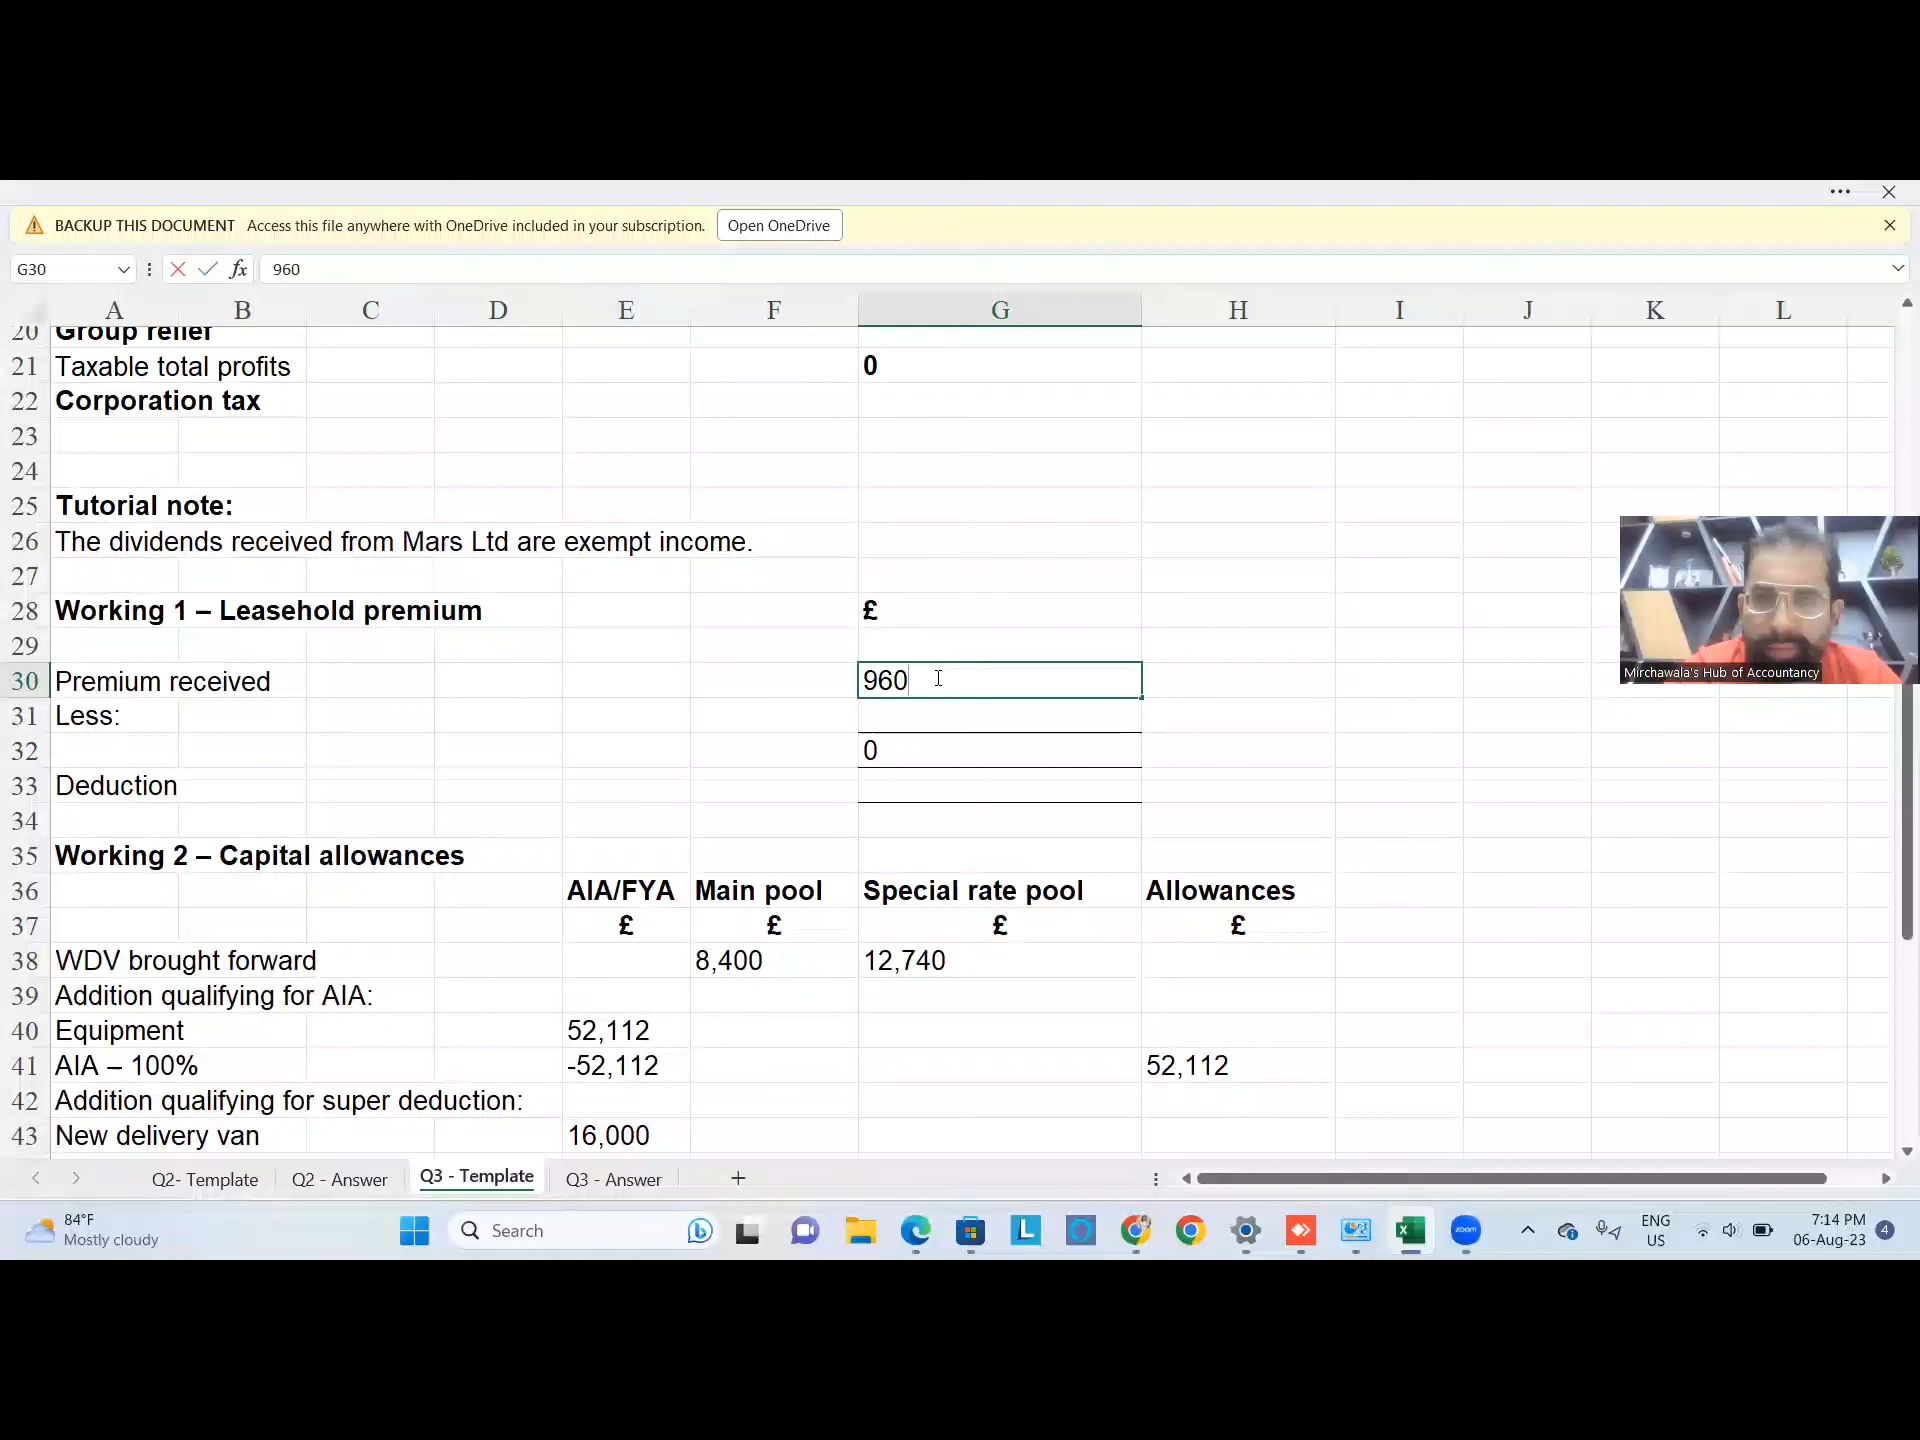 BACKUP THIS DOCUMENT Access this file anywhere with OneDrive included in your subscription. Open OneDrive
G30 fx 960
A B C D E F G H I J K L
20 Group relief
21 Taxable total profits 0
22 Corporation tax
23
24
25 Tutorial note:
26 The dividends received from Mars Ltd are exempt income.
27
28 Working 1 – Leasehold premium £
29
30 Premium received 960
31 Less:
32 0
33 Deduction
34
35 Working 2 – Capital allowances
36 AIA/FYA Main pool Special rate pool Allowances
37 £ £ £ £
38 WDV brought forward 8,400 12,740
39 Addition qualifying for AIA:
40 Equipment 52,112
41 AIA – 100% -52,112 52,112
42 Addition qualifying for super deduction:
43 New delivery van 16,000
Mirchawala's Hub of Accountancy
Q2- Template Q2 - Answer Q3 - Template Q3 - Answer
84°F
Mostly cloudy
Search
L
zoom
ENG
US
7:14 PM
06-Aug-23
4